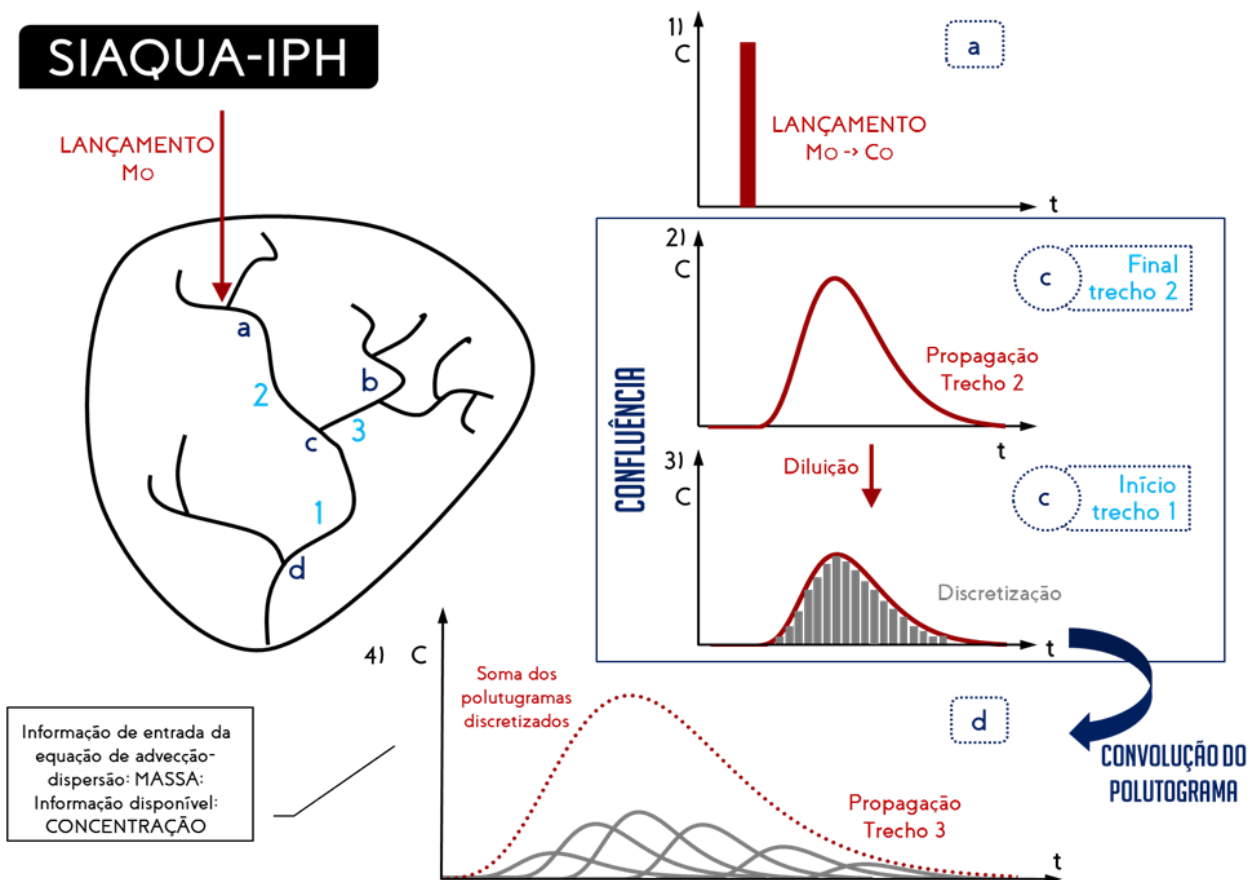 SIAQUA-IPH
LANÇAMENTO
Mo
a
2
b
3
c
1
d
1)
C
a
LANÇAMENTO
Mo -> Co
t
CONFLUÊNCIA
2)
C
c
Final
trecho 2
Propagação
Trecho 2
t
Diluição
3)
C
c
Início
trecho 1
Discretização
t
4)
C
Soma dos
polutugramas
discretizados
d
CONVOLUÇÃO DO
POLUTOGRAMA
Propagação
Trecho 3
t
Informação de entrada da
equação de advecção-
dispersão: MASSA:
Informação disponível:
CONCENTRAÇÃO